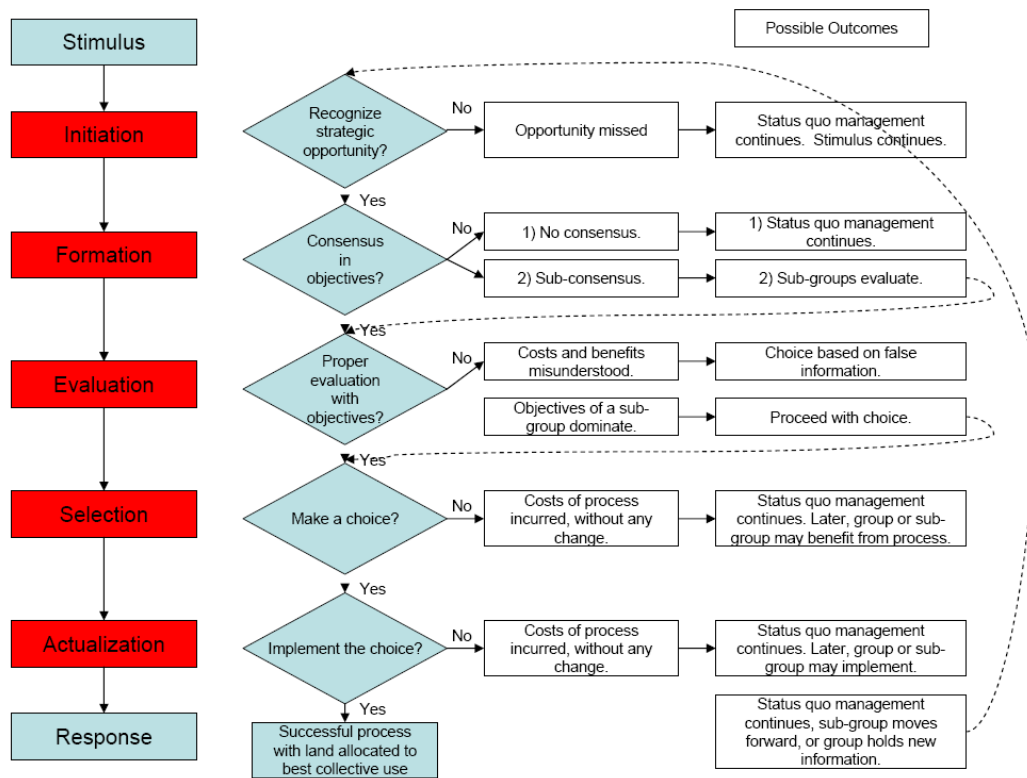 Stimulus
Possible Outcomes
Initiation
Recognize
strategic
opportunity?
No
Opportunity missed
Status quo management
continues.  Stimulus continues.
Yes
Formation
Consensus
in
objectives?
No
1) No consensus.
1) Status quo management
continues.
2) Sub-consensus.
2) Sub-groups evaluate.
Yes
Evaluation
Proper
evaluation
with
objectives?
No
Costs and benefits
misunderstood.
Choice based on false
information.
Objectives of a sub-
group dominate.
Proceed with choice.
Yes
Selection
Make a choice?
No
Costs of process
incurred, without any
change.
Status quo management
continues. Later, group or sub-
group may benefit from process.
Yes
Actualization
Implement the choice?
No
Costs of process
incurred, without any
change.
Status quo management
continues. Later, group or sub-
group may implement.
Yes
Response
Successful process
with land allocated to
best collective use
Status quo management
continues, sub-group moves
forward, or group holds new
information.